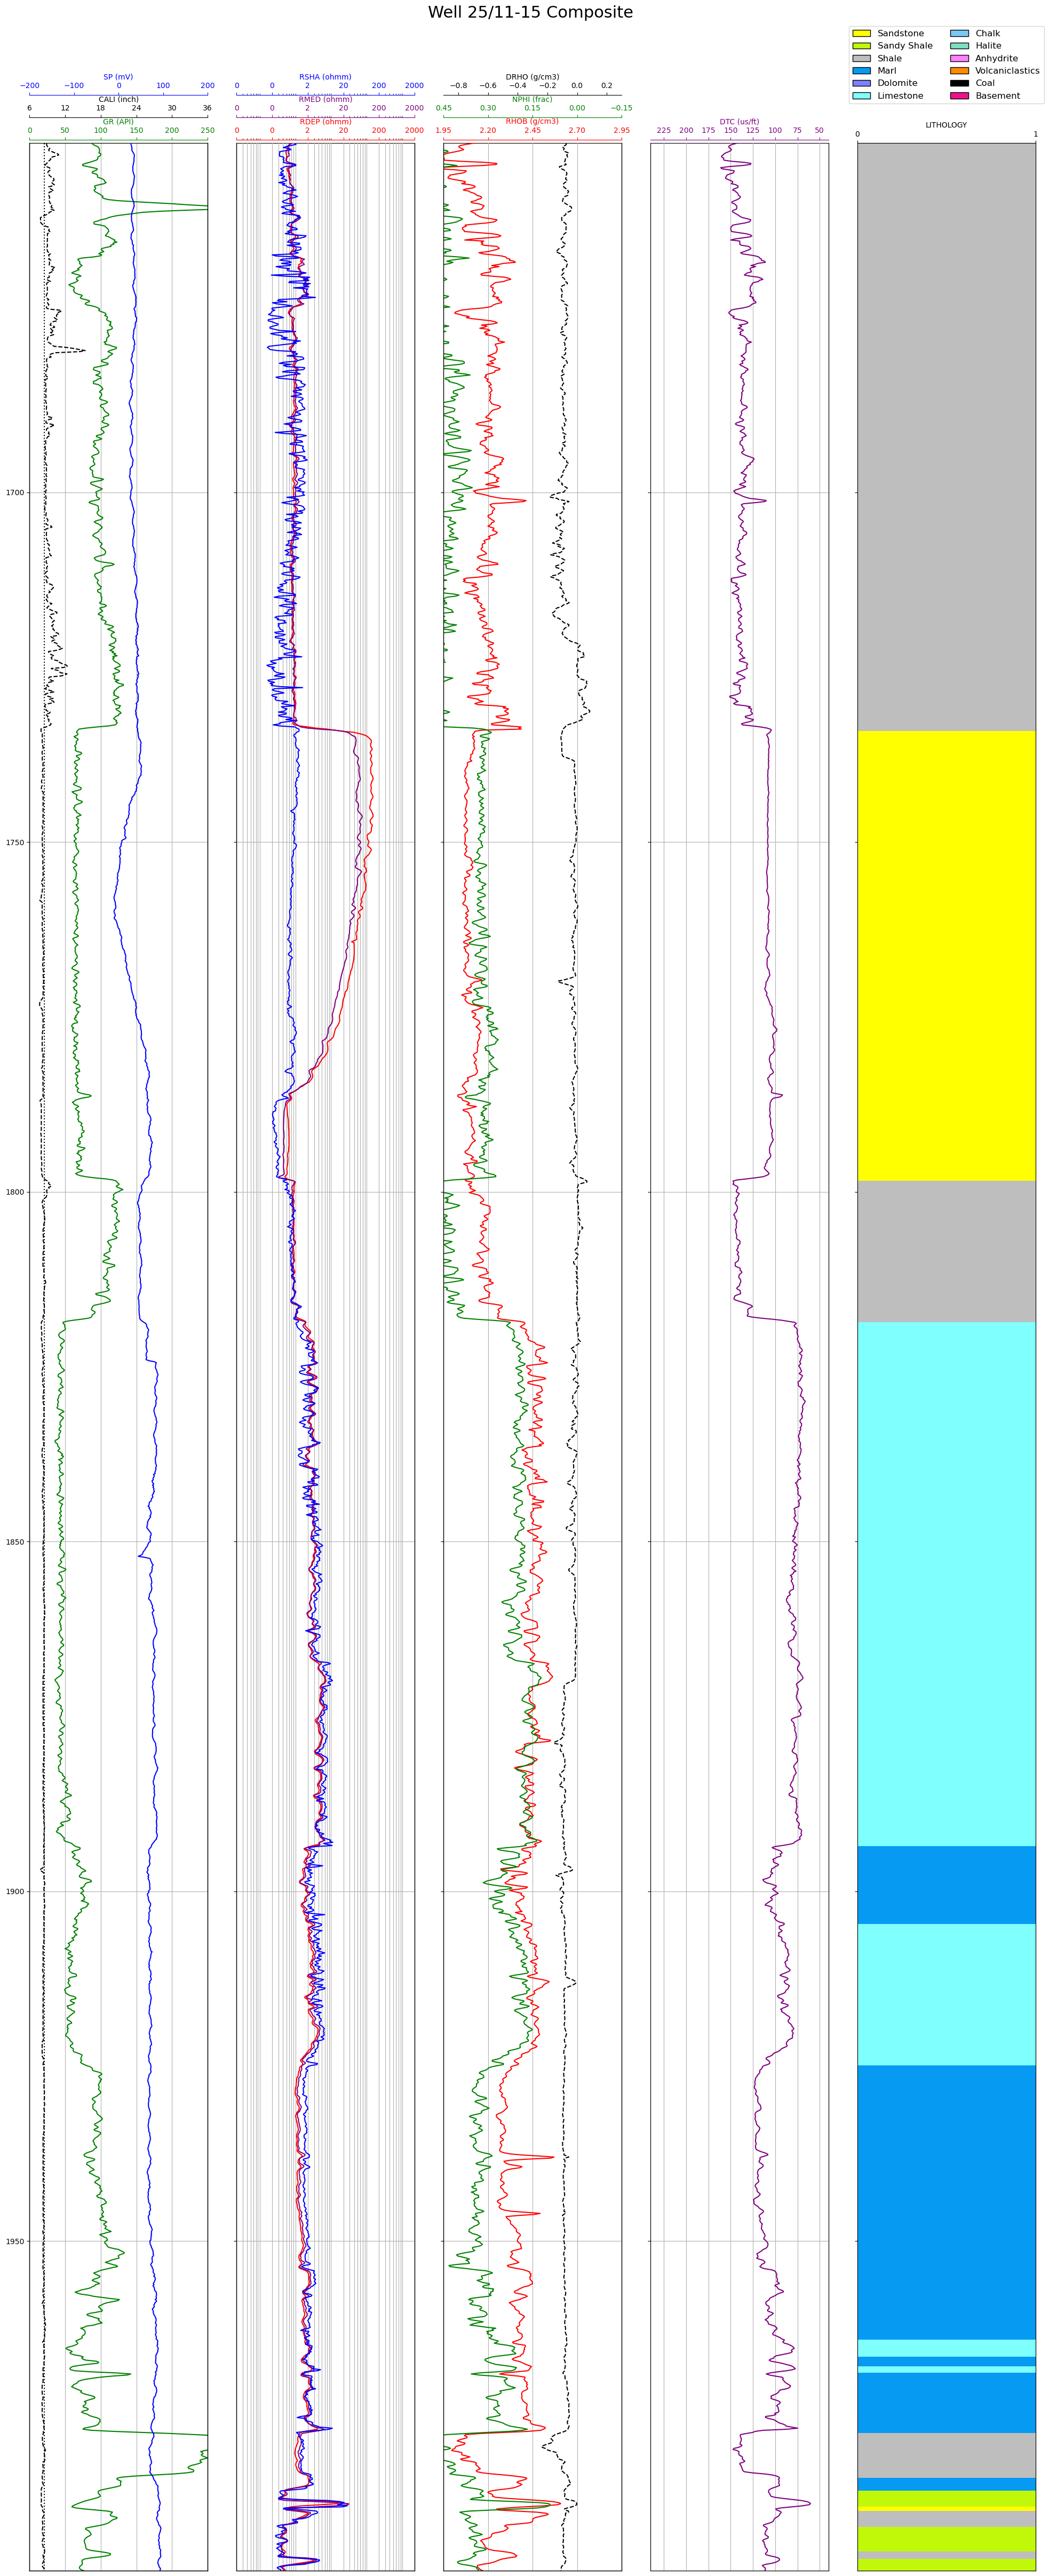 Well 25/11-15 Composite
Sandstone
Sandy Shale
Shale
Marl
Dolomite
Limestone
Chalk
Halite
Anhydrite
Volcaniclastics
Coal
Basement
SP (mV)
−200 −100 0 100 200
CALI (inch)
6 12 18 24 30 36
GR (API)
0 50 100 150 200 250
RSHA (ohmm)
0 0 2 20 200 2000
RMED (ohmm)
0 0 2 20 200 2000
RDEP (ohmm)
0 0 2 20 200 2000
DRHO (g/cm3)
−0.8 −0.6 −0.4 −0.2 0.0 0.2
NPHI (frac)
0.45 0.30 0.15 0.00 −0.15
RHOB (g/cm3)
1.95 2.20 2.45 2.70 2.95
DTC (us/ft)
225 200 175 150 125 100 75 50
LITHOLOGY
0 1
1700
1750
1800
1850
1900
1950